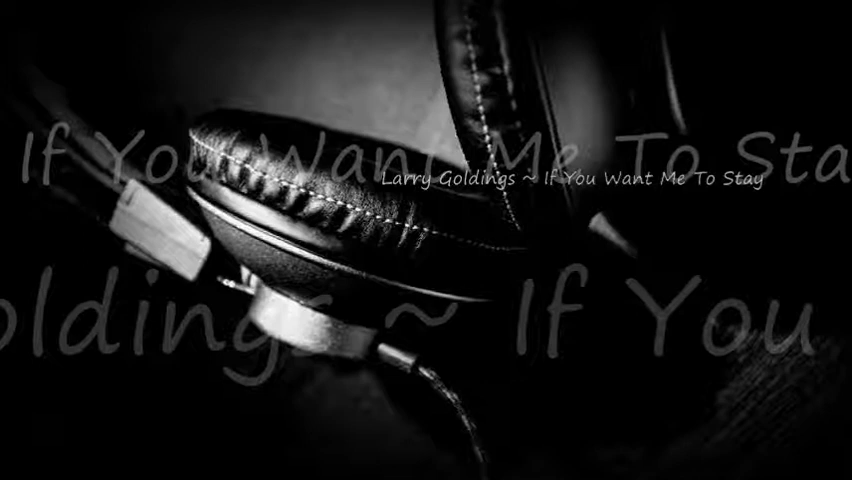 If You Want Me To Sta
Larry Goldings ~ If You Want Me To Stay
oldings ~ If You